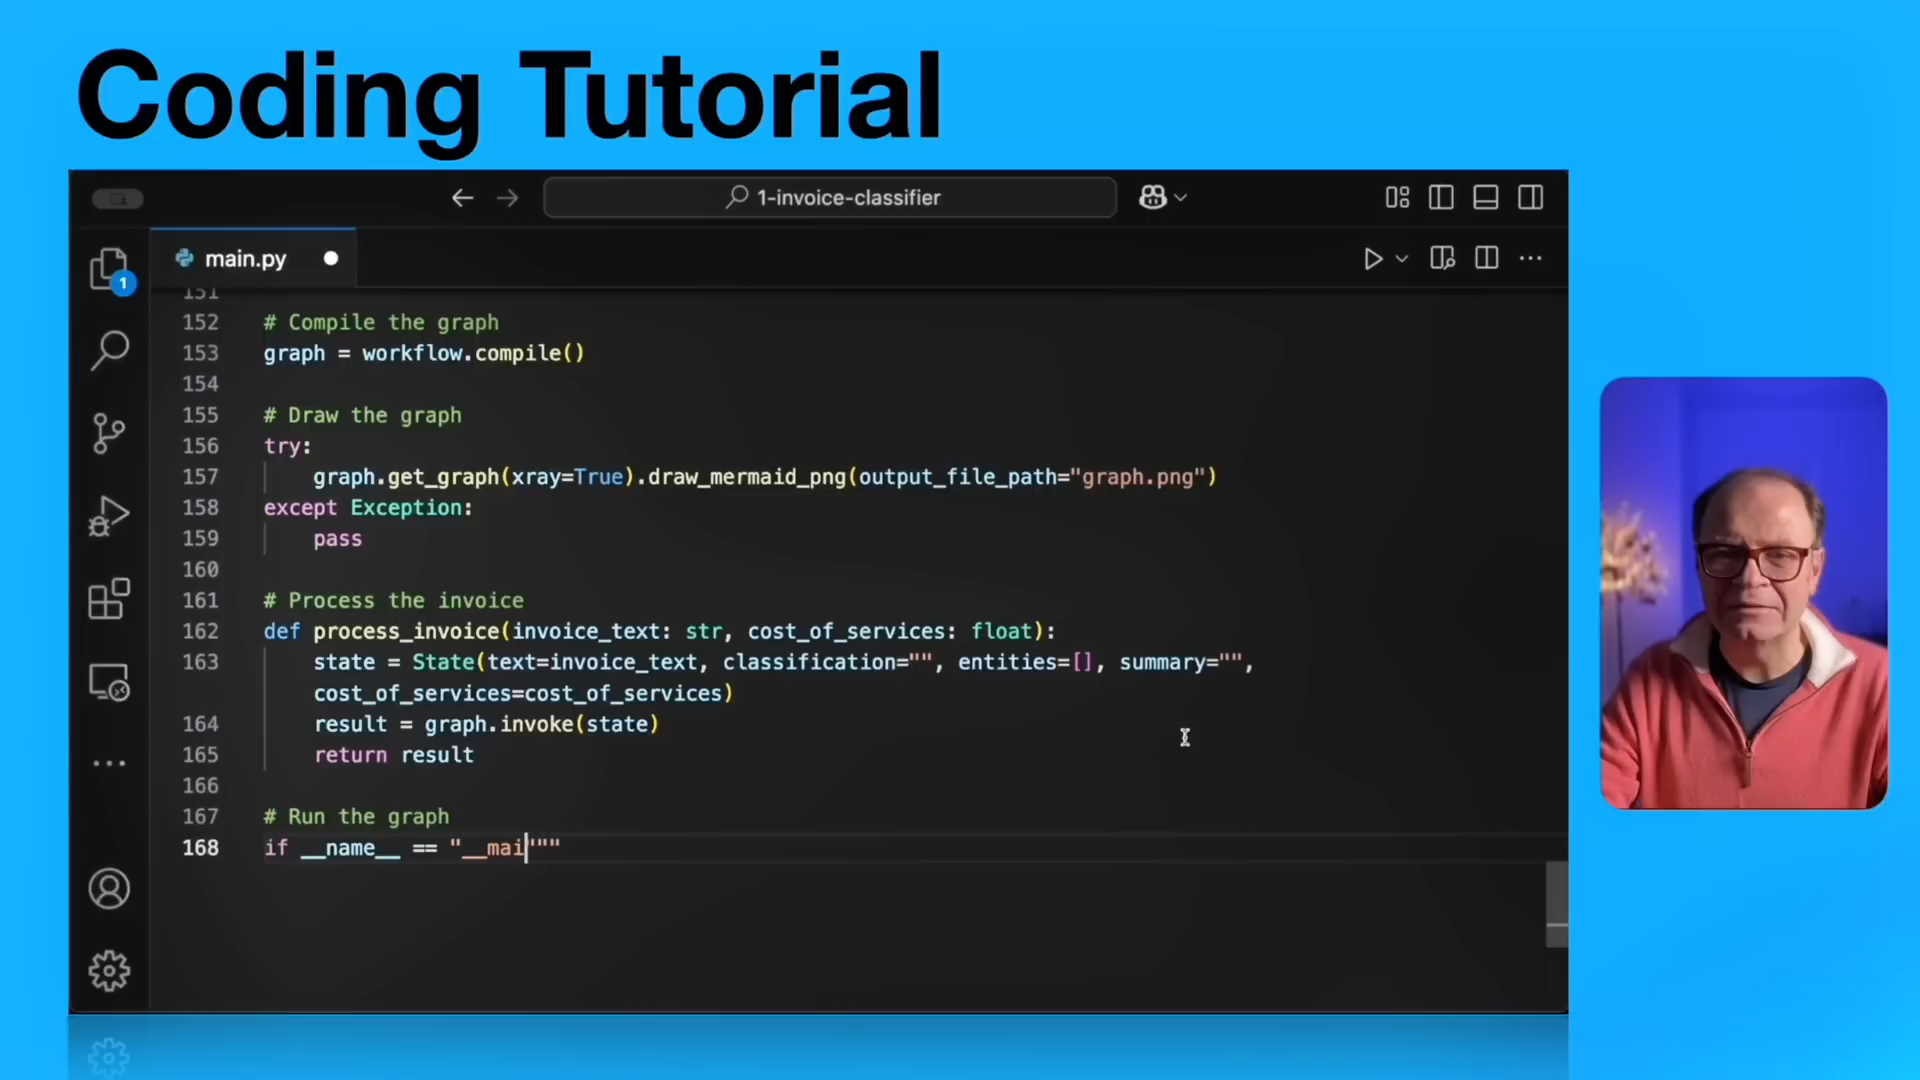 Coding Tutorial
1-invoice-classifier
main.py
1
151
152 # Compile the graph
153 graph = workflow.compile()
154
155 # Draw the graph
156 try:
157 graph.get_graph(xray=True).draw_mermaid_png(output_file_path="graph.png")
158 except Exception:
159 pass
160
161 # Process the invoice
162 def process_invoice(invoice_text: str, cost_of_services: float):
163 state = State(text=invoice_text, classification="", entities=[], summary="",
cost_of_services=cost_of_services)
164 result = graph.invoke(state)
165 return result
166
167 # Run the graph
168 if __name__ == "__mai"""